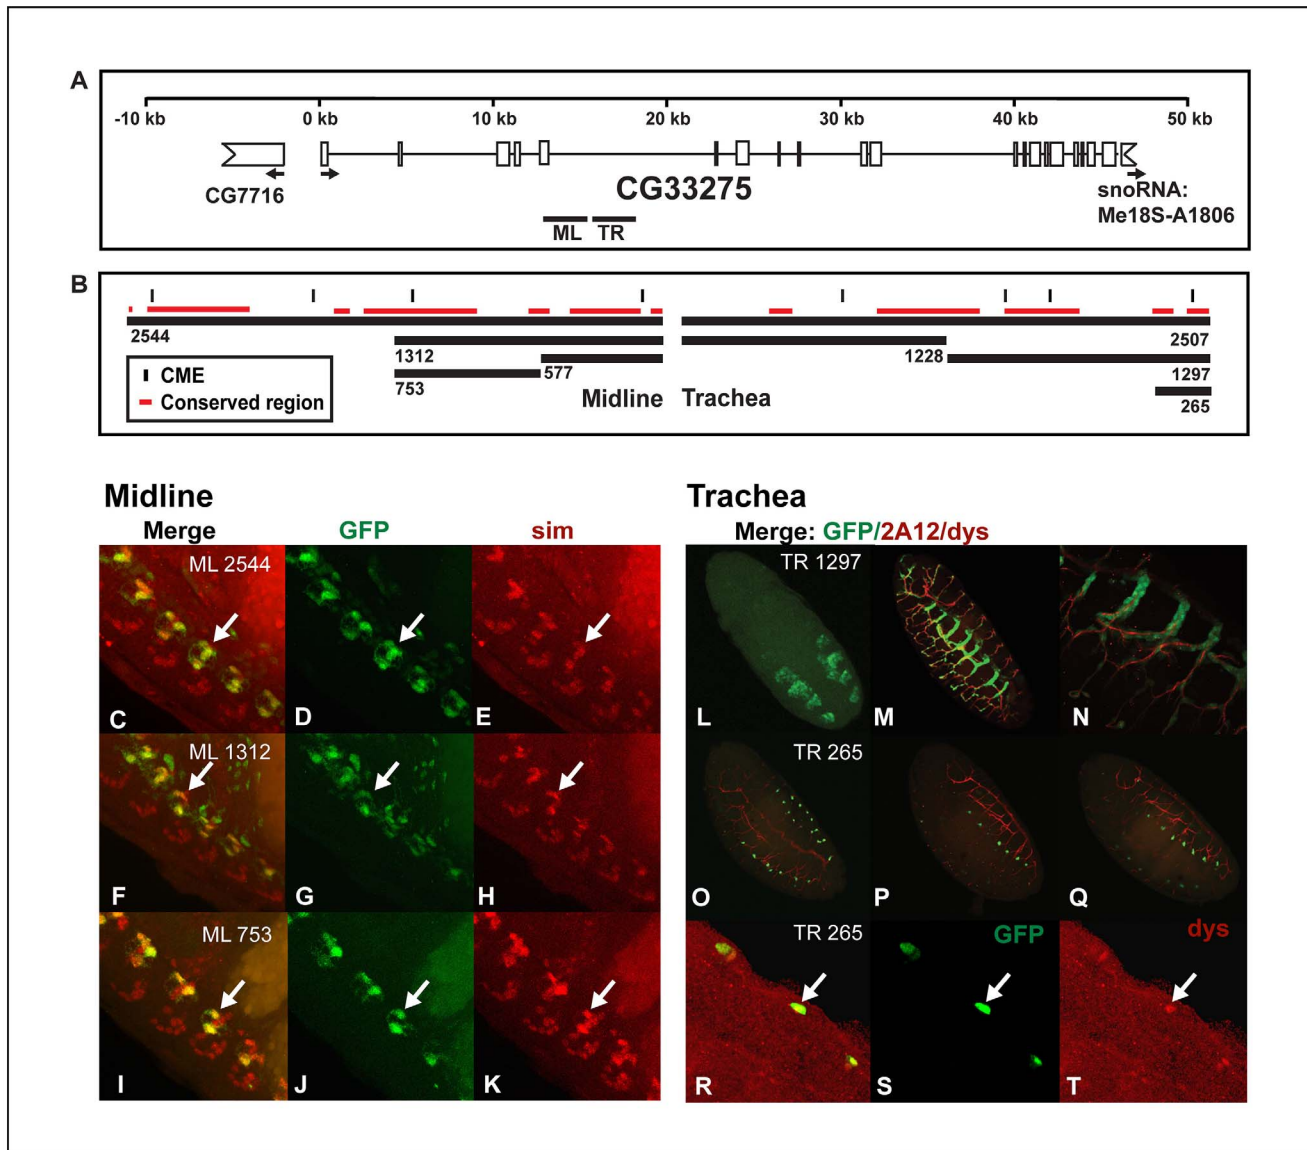 A
-10 kb 0 kb 10 kb 20 kb 30 kb 40 kb 50 kb
CG7716
CG33275
snoRNA:
Me18S-A1806
ML TR
B
2544 2507
1312 1228
577 1297
753 265
CME
Conserved region
Midline Trachea
Midline
Merge GFP sim
ML 2544
C D E
ML 1312
F G H
ML 753
I J K
Trachea
Merge: GFP/2A12/dys
TR 1297
L M N
TR 265
O P Q
TR 265 GFP dys
R S T